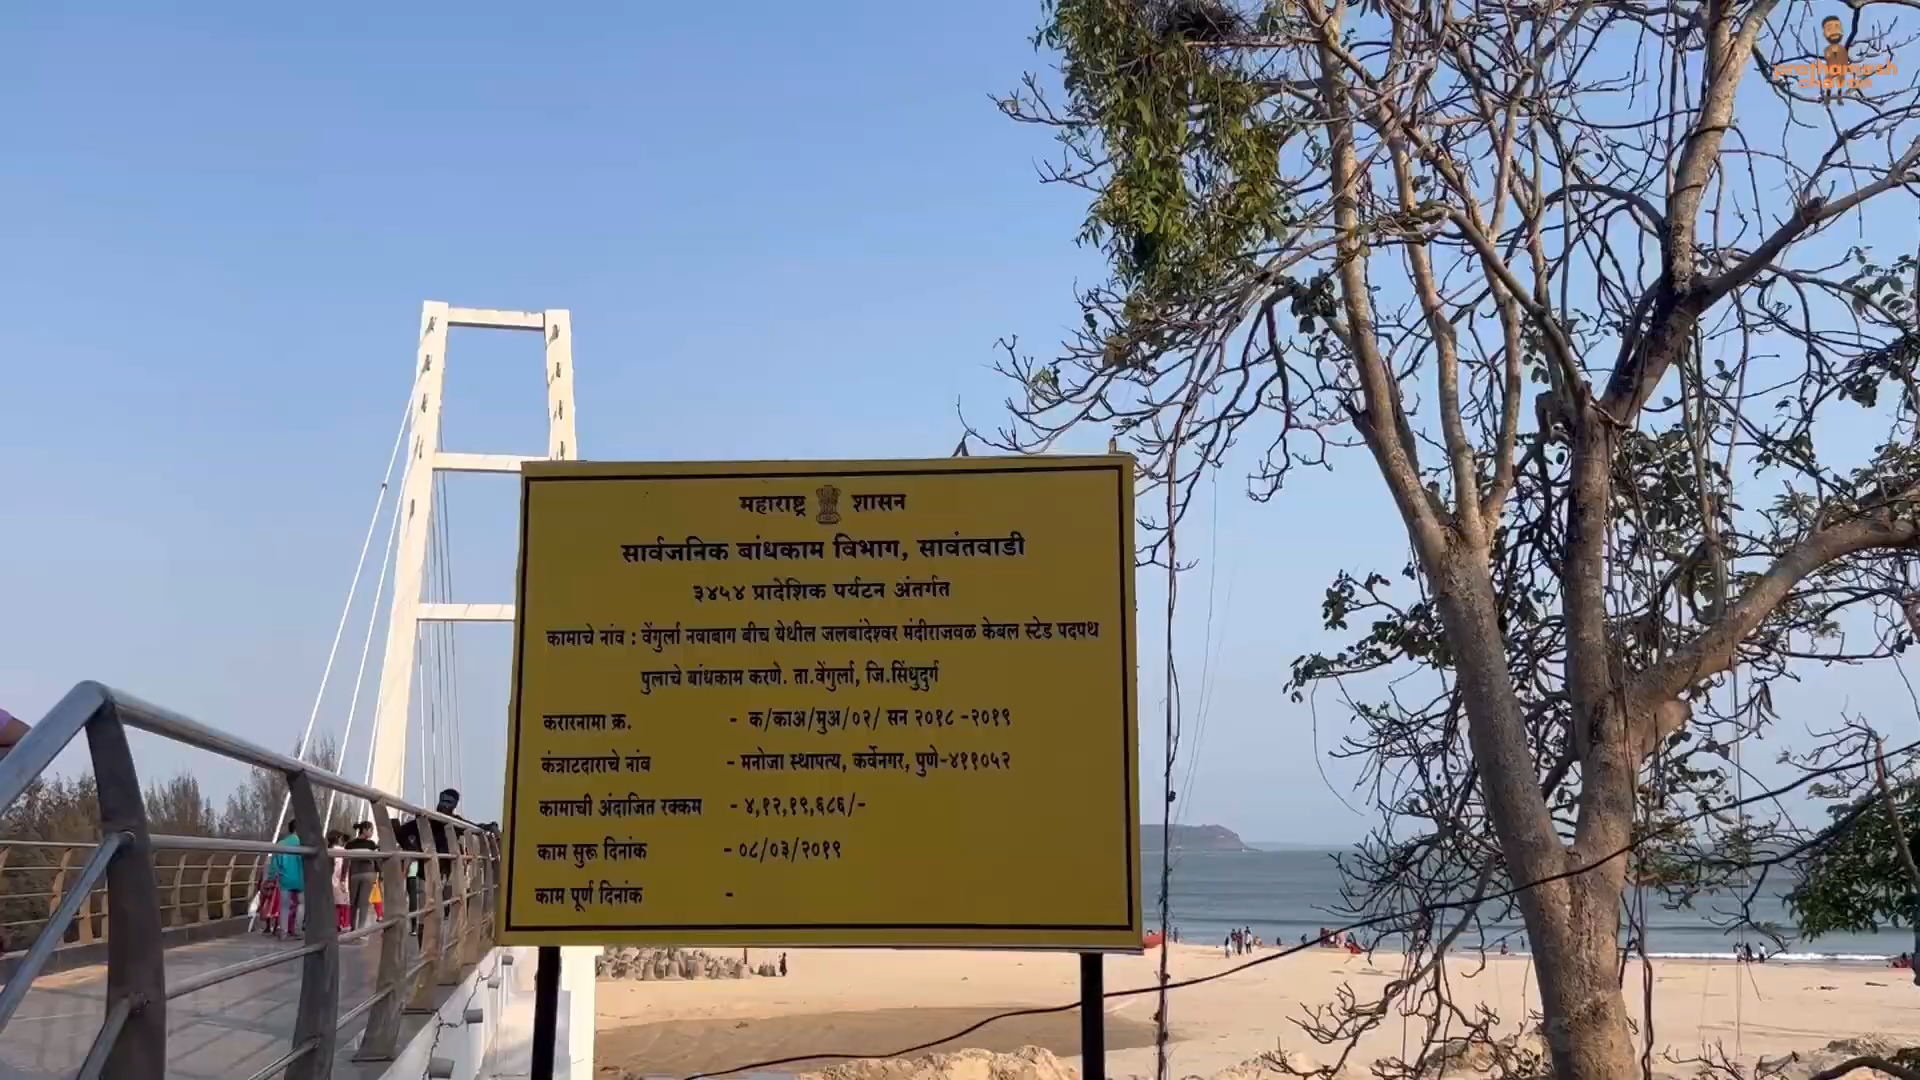 prathamesh
chavan
महाराष्ट्र शासन
सार्वजनिक बांधकाम विभाग, सावंतवाडी
३४५४ प्रादेशिक पर्यटन अंतर्गत
कामाचे नांव : वेंगुर्ला नवाबाग बीच येथील जलबांदेश्वर मंदीराजवळ केबल स्टेड पदपथ
पुलाचे बांधकाम करणे. ता.वेंगुर्ला, जि.सिंधुदुर्ग
करारनामा क्र. - क/काअ/मुअ/०२/ सन २०१८ -२०१९
कंत्राटदाराचे नांव - मनोजा स्थापत्य, कर्वेनगर, पुणे-४११०५२
कामाची अंदाजित रक्कम - ४,१२,१९,६८६/-
काम सुरू दिनांक - ०८/०३/२०१९
काम पूर्ण दिनांक -